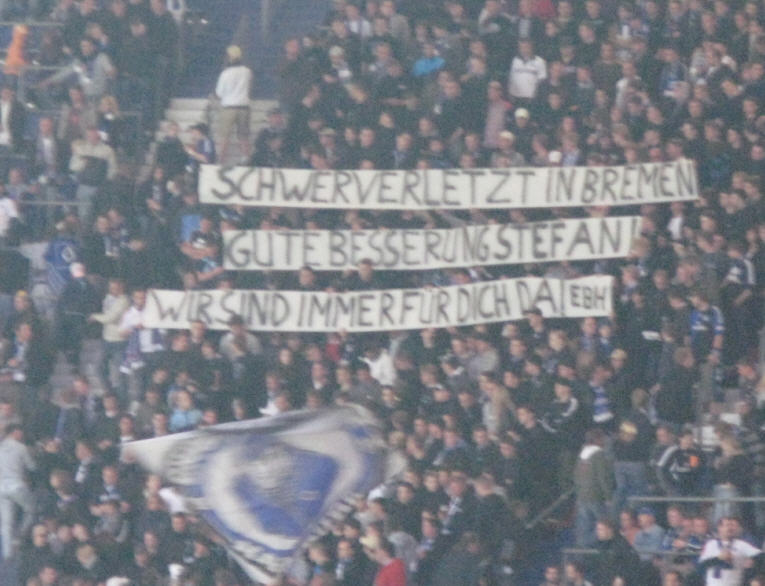 SCHWERVERLETZT IN BREMEN
GUTE BESSERUNG STEFAN!
WIR SIND IMMER FÜR DICH DA! EBH